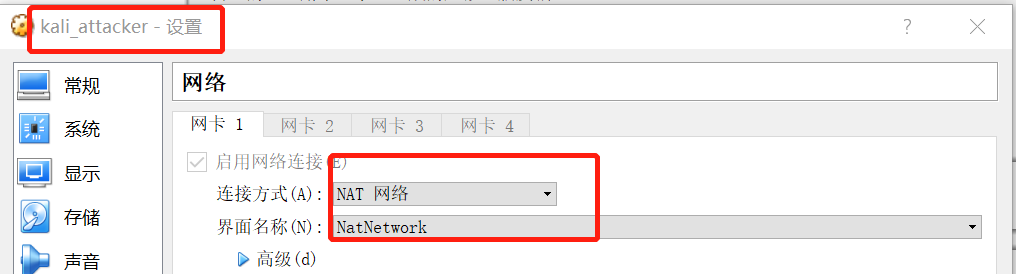 kali_attacker - 设置
?
常规
系统
显示
存储
声音
网络
网卡 1
网卡 2
网卡 3
网卡 4
启用网络连接(E)
连接方式(A): NAT 网络
界面名称(N): NatNetwork
高级(d)